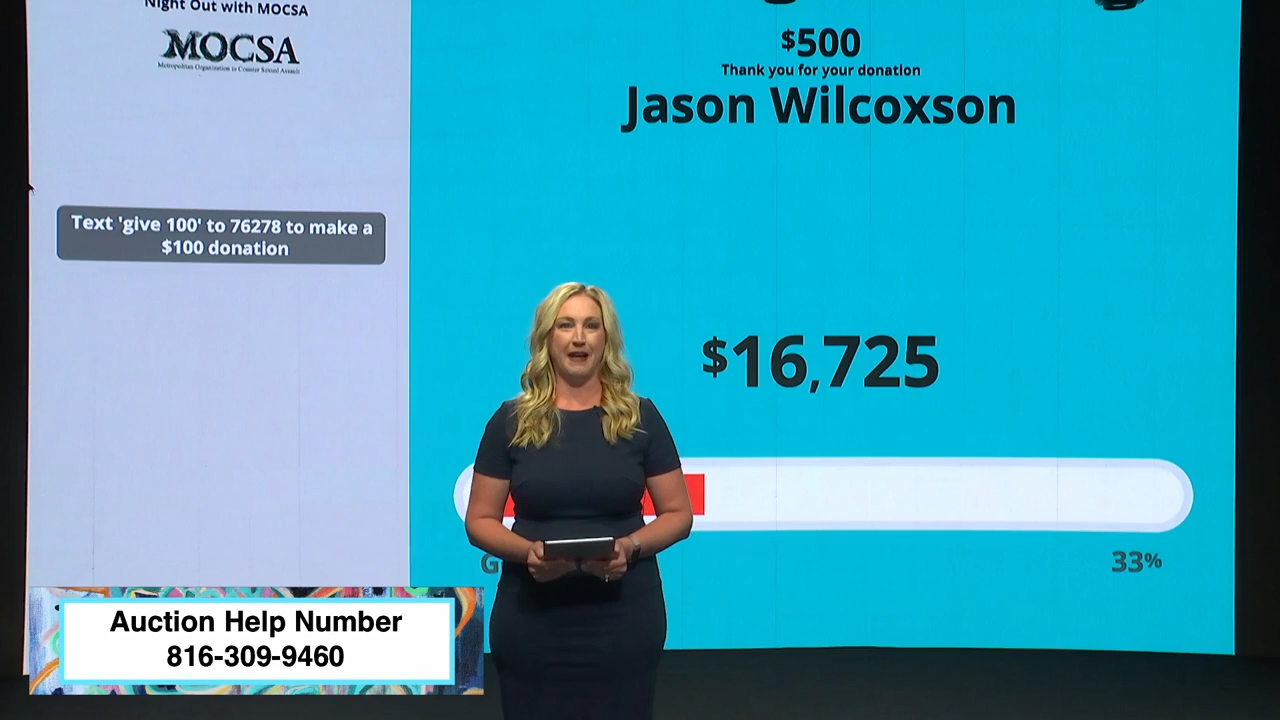 Night Out with MOCSA
MOCSA
Metropolitan Organization to Counter Sexual Assault
Text 'give 100' to 76278 to make a
$100 donation
$500
Thank you for your donation
Jason Wilcoxson
$16,725
33%
Auction Help Number
816-309-9460